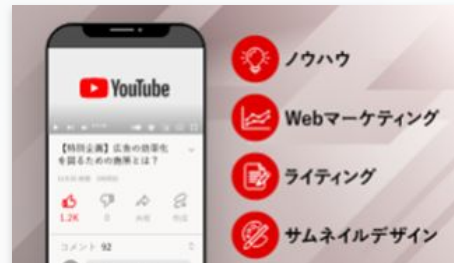 YouTube
【特別企画】広告の効率化
を図るための施策とは？
1.2K
0
共有
コメント 92
ノウハウ
Webマーケティング
ライティング
サムネイルデザイン